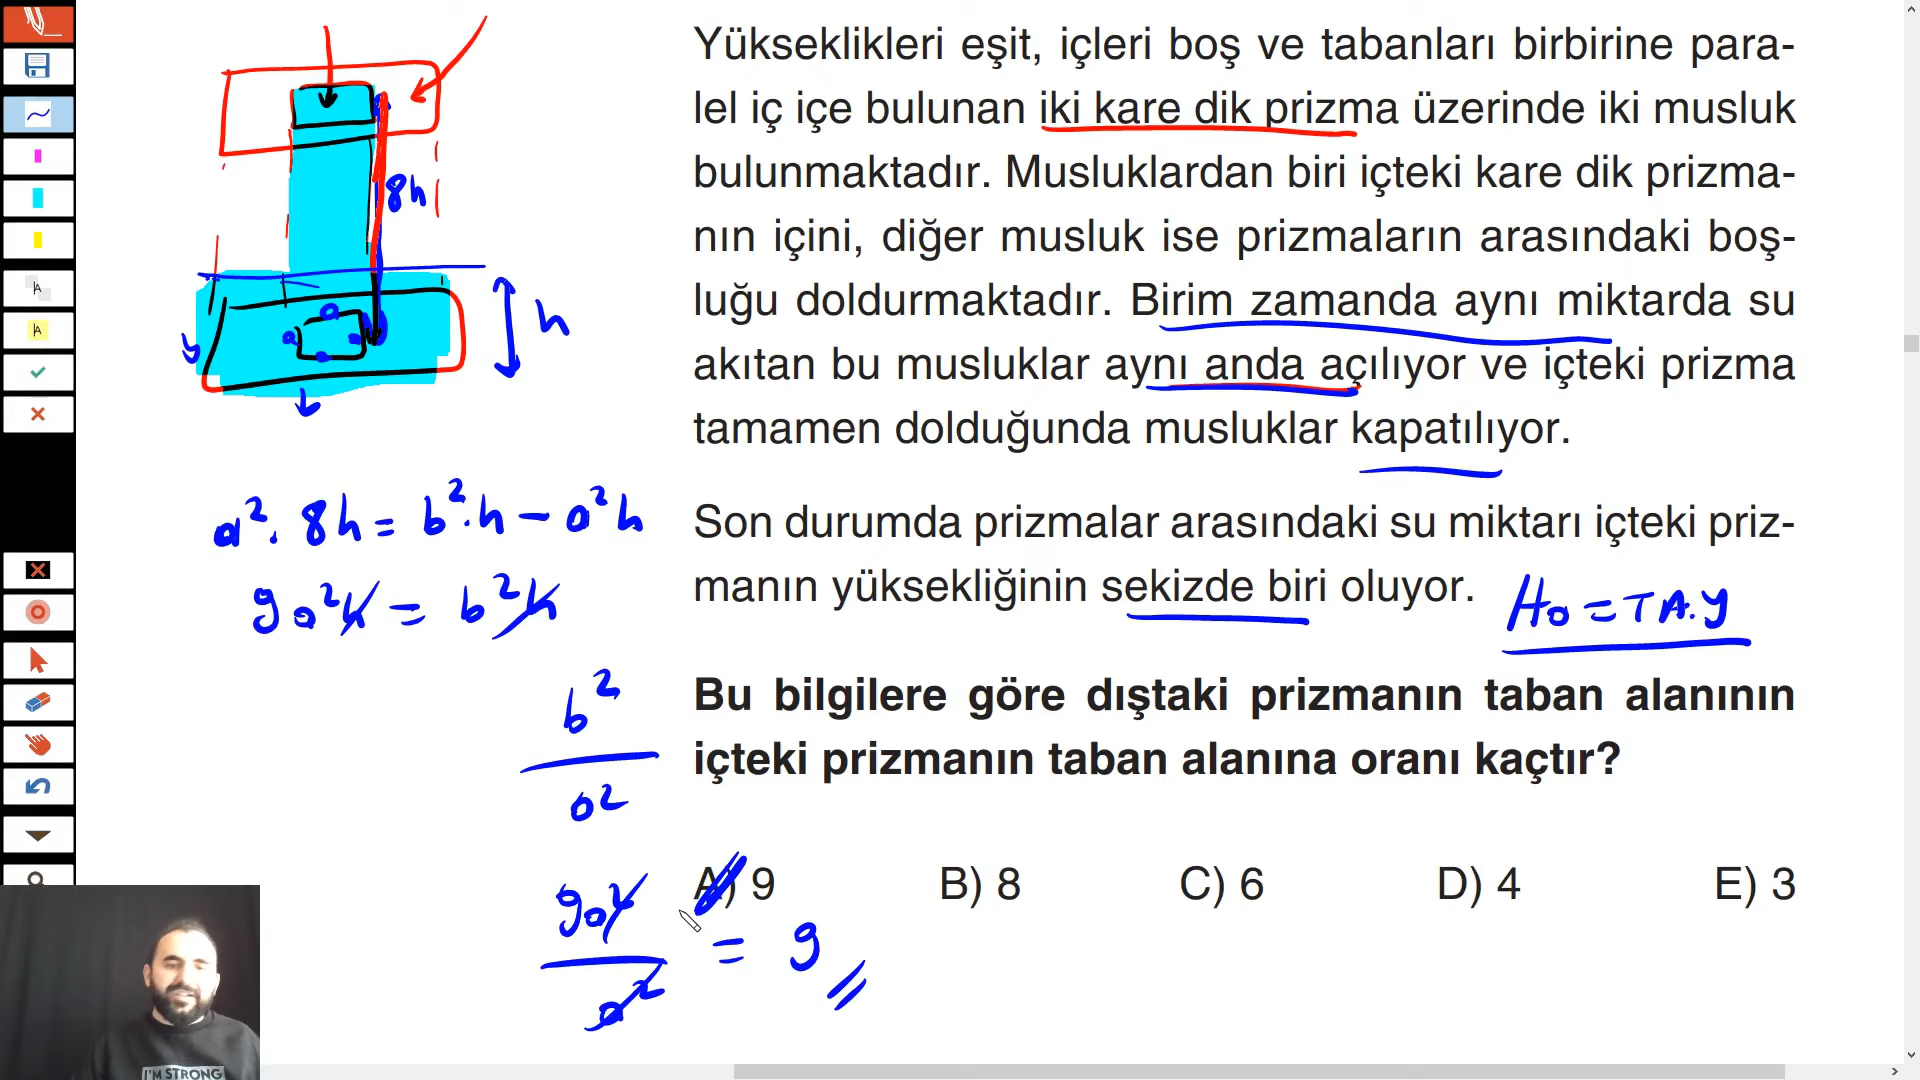 Yükseklikleri eşit, içleri boş ve tabanları birbirine para-
lel iç içe bulunan iki kare dik prizma üzerinde iki musluk
bulunmaktadır. Musluklardan biri içteki kare dik prizma-
nın içini, diğer musluk ise prizmaların arasındaki boş-
luğu doldurmaktadır. Birim zamanda aynı miktarda su
akıtan bu musluklar aynı anda açılıyor ve içteki prizma
tamamen dolduğunda musluklar kapatılıyor.
Son durumda prizmalar arasındaki su miktarı içteki priz-
manın yüksekliğinin sekizde biri oluyor.
H₀ = TA.y
Bu bilgilere göre dıştaki prizmanın taban alanının
içteki prizmanın taban alanına oranı kaçtır?
A) 9 B) 8 C) 6 D) 4 E) 3
8h
h
y
a a a a
a². 8h = b².h - a²h
9a²h = b²h
b²
a²
9a²
a²
= 9
I'M STRONG